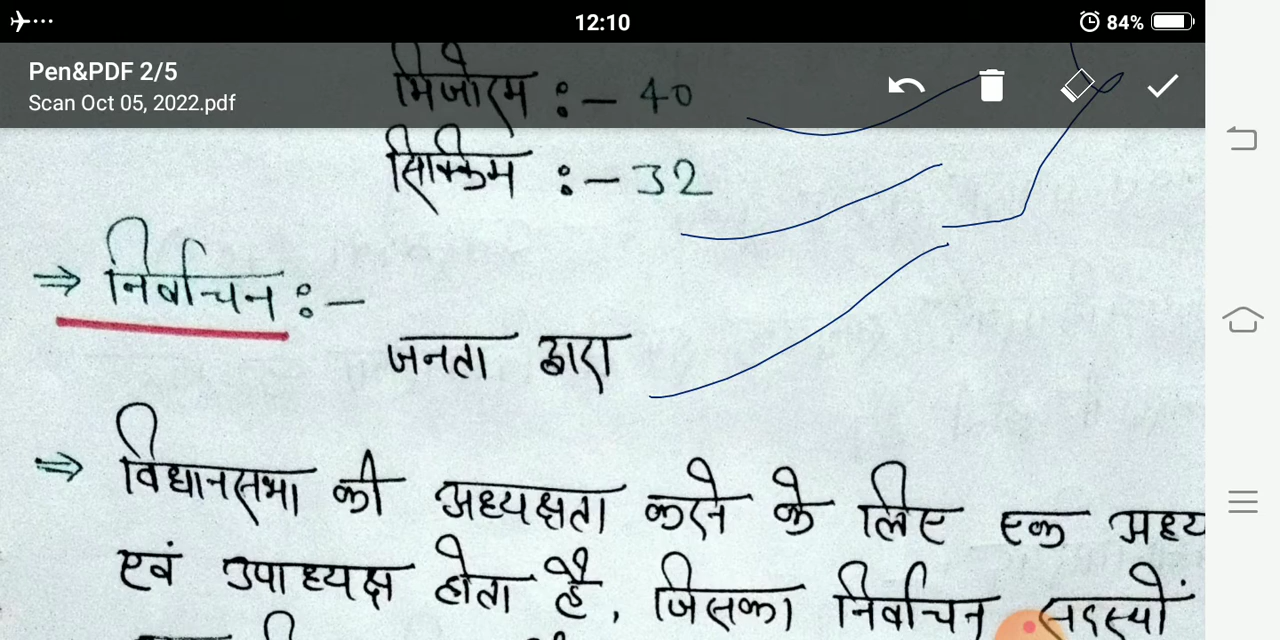 12:10 84%
Pen&PDF 2/5
Scan Oct 05, 2022.pdf
मिजोरम :- 40
सिक्किम :- 32
⇒ निर्वाचन :-
जनता द्वारा
⇒ विधानसभा की अध्यक्षता करने के लिए एक अध्य
एवं उपाध्यक्ष होता है, जिसका निर्वाचन सदस्यों